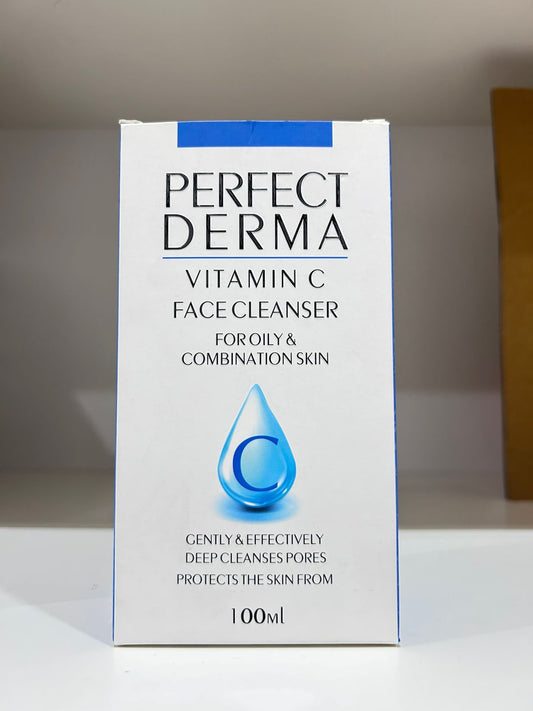 PERFECT
DERMA
VITAMIN C
FACE CLEANSER
FOR OILY &
COMBINATION SKIN
C
GENTLY & EFFECTIVELY
DEEP CLEANSES PORES
PROTECTS THE SKIN FROM
100Ml